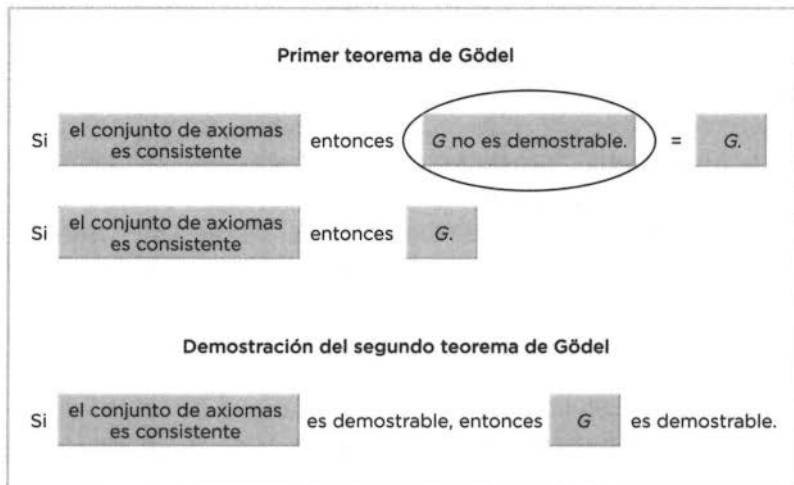 Primer teorema de Gödel
Si el conjunto de axiomas es consistente entonces G no es demostrable. = G.
Si el conjunto de axiomas es consistente entonces G.
Demostración del segundo teorema de Gödel
Si el conjunto de axiomas es consistente es demostrable, entonces G es demostrable.